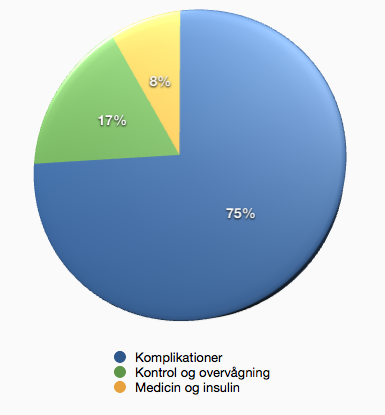 8%
17%
75%
Komplikationer
Kontrol og overvågning
Medicin og insulin